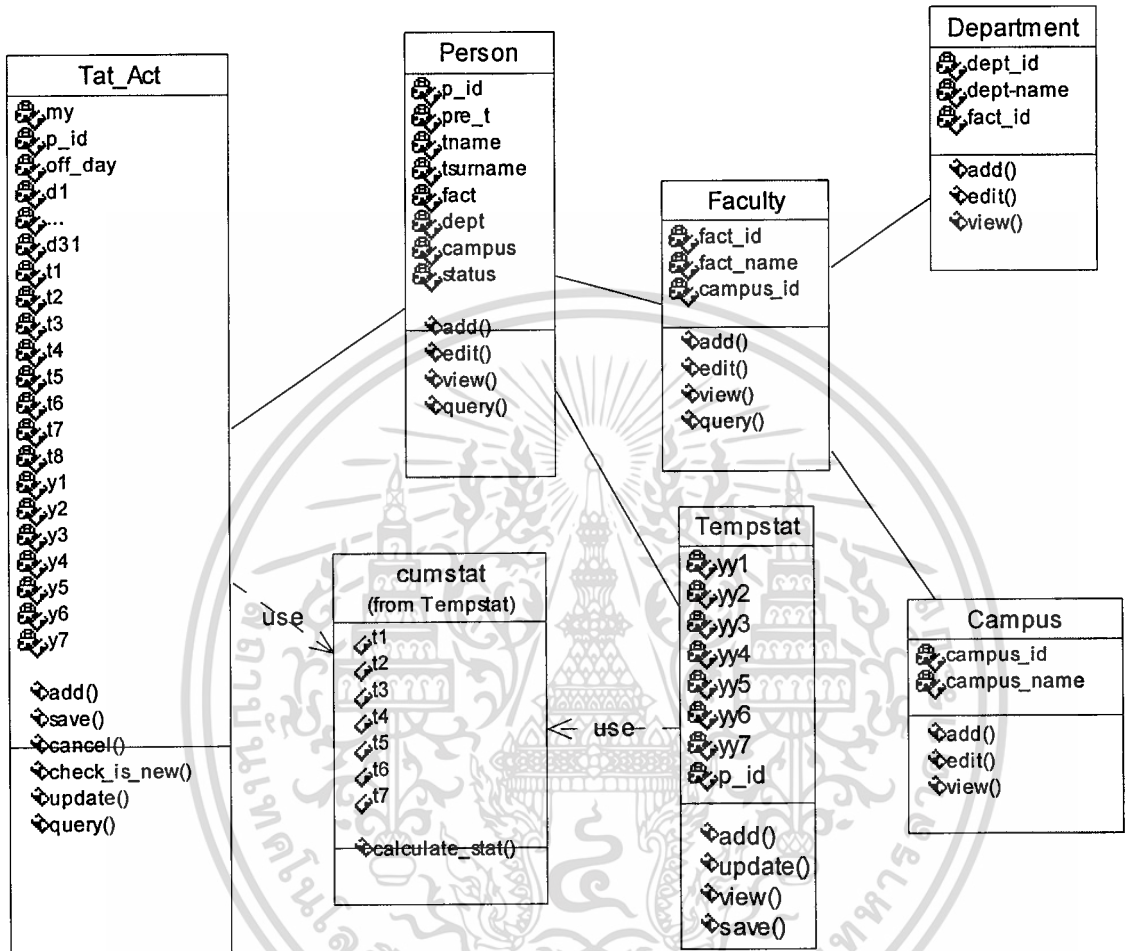 Tat_Act
my
p_id
off_day
d1
...
d31
t1
t2
t3
t4
t5
t6
t7
t8
y1
y2
y3
y4
y5
y6
y7
add()
save()
cancel()
check_is_new()
update()
query()
Person
p_id
pre_t
tname
tsurname
fact
dept
campus
status
add()
edit()
view()
query()
Department
dept_id
dept-name
fact_id
add()
edit()
view()
Faculty
fact_id
fact_name
campus_id
add()
edit()
view()
query()
use
cumstat
(from Tempstat)
t1
t2
t3
t4
t5
t6
t7
calculate_stat()
use
Tempstat
yy1
yy2
yy3
yy4
yy5
yy6
yy7
p_id
add()
update()
view()
save()
Campus
campus_id
campus_name
add()
edit()
view()